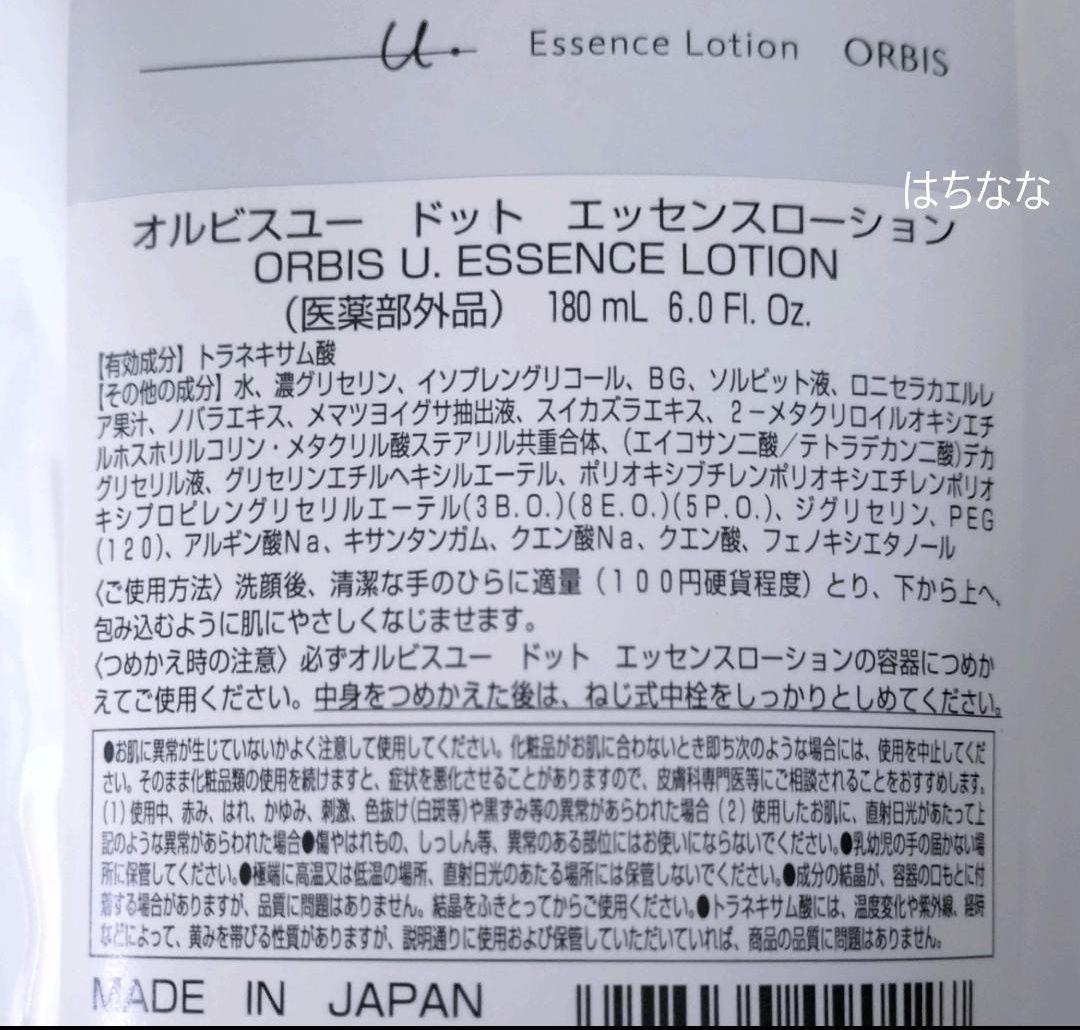 u. Essence Lotion ORBIS
はちなな
オルビスユー　ドット　エッセンスローション
ORBIS U. ESSENCE LOTION
（医薬部外品）　180 mL 6.0 Fl. Oz.
【有効成分】トラネキサム酸
【その他の成分】水、濃グリセリン、イソプレングリコール、BG、ソルビット液、ロニセラカエルレ
ア果汁、ノバラエキス、メマツヨイグサ抽出液、スイカズラエキス、2－メタクリロイルオキシエチ
ルホスホリルコリン・メタクリル酸ステアリル共重合体、（エイコサン二酸／テトラデカン二酸）デカ
グリセリル液、グリセリンエチルヘキシルエーテル、ポリオキシブチレンポリオキシエチレンポリオ
キシプロピレングリセリルエーテル(3B.O.)(8E.O.)(5P.O.)、ジグリセリン、PEG
(120)、アルギン酸Na、キサンタンガム、クエン酸Na、クエン酸、フェノキシエタノール
〈ご使用方法〉洗顔後、清潔な手のひらに適量（100円硬貨程度）とり、下から上へ、
包み込むように肌にやさしくなじませます。
〈つめかえ時の注意〉必ずオルビスユー　ドット　エッセンスローションの容器につめか
えてご使用ください。中身をつめかえた後は、ねじ式中栓をしっかりとしめてください。
●お肌に異常が生じていないかよく注意して使用してください。化粧品がお肌に合わないとき即ち次のような場合には、使用を中止してくだ
さい。そのまま化粧品類の使用を続けますと、症状を悪化させることがありますので、皮膚科専門医等にご相談されることをおすすめします。
(1)使用中、赤み、はれ、かゆみ、刺激、色抜け(白斑等)や黒ずみ等の異常があらわれた場合(2)使用したお肌に、直射日光があたって上
記のような異常があらわれた場合●傷やはれもの、しっしん等、異常のある部位にはお使いにならないでください。●乳幼児の手の届かない場
所に保管してください。●極端に高温又は低温の場所、直射日光のあたる場所には保管しないでください。●成分の結晶が、容器の口もとに付
着する場合がありますが、品質に問題はありません。結晶をふきとってからご使用ください。●トラネキサム酸には、温度変化や紫外線、経時
などによって、黄みを帯びる性質がありますが、説明通りに使用および保管していただいていれば、商品の品質に問題はありません。
MADE IN JAPAN